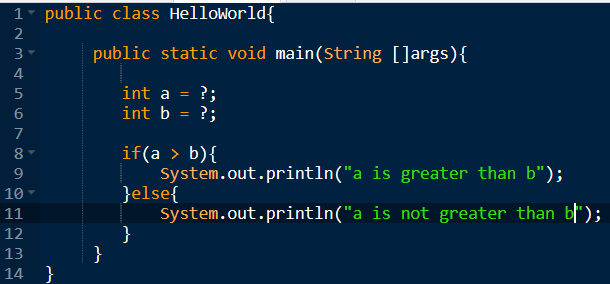 1 public class HelloWorld{
2
3 public static void main(String []args){
4
5 int a = ?;
6 int b = ?;
7
8 if(a > b){
9 System.out.println("a is greater than b");
10 }else{
11 System.out.println("a is not greater than b");
12 }
13 }
14 }